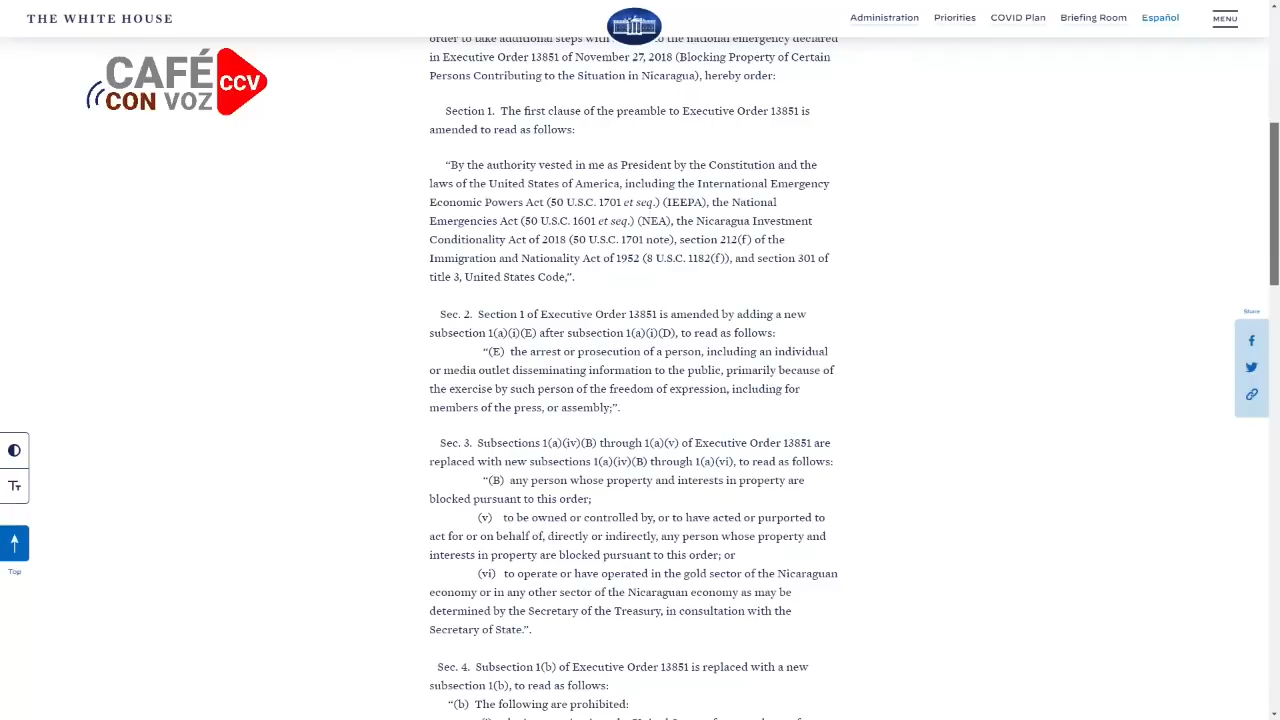 THE WHITE HOUSE
Administration
Priorities
COVID Plan
Briefing Room
Español
MENU
CAFÉ
CON VOZ
CCV
order to take additional steps with to the national emergency declared
in Executive Order 13851 of November 27, 2018 (Blocking Property of Certain
Persons Contributing to the Situation in Nicaragua), hereby order:
Section 1. The first clause of the preamble to Executive Order 13851 is
amended to read as follows:
“By the authority vested in me as President by the Constitution and the
laws of the United States of America, including the International Emergency
Economic Powers Act (50 U.S.C. 1701 et seq.) (IEEPA), the National
Emergencies Act (50 U.S.C. 1601 et seq.) (NEA), the Nicaragua Investment
Conditionality Act of 2018 (50 U.S.C. 1701 note), section 212(f) of the
Immigration and Nationality Act of 1952 (8 U.S.C. 1182(f)), and section 301 of
title 3, United States Code,”.
Sec. 2. Section 1 of Executive Order 13851 is amended by adding a new
subsection 1(a)(i)(E) after subsection 1(a)(i)(D), to read as follows:
“(E) the arrest or prosecution of a person, including an individual
or media outlet disseminating information to the public, primarily because of
the exercise by such person of the freedom of expression, including for
members of the press, or assembly;”.
Sec. 3. Subsections 1(a)(iv)(B) through 1(a)(v) of Executive Order 13851 are
replaced with new subsections 1(a)(iv)(B) through 1(a)(vi), to read as follows:
“(B) any person whose property and interests in property are
blocked pursuant to this order;
(v) to be owned or controlled by, or to have acted or purported to
act for or on behalf of, directly or indirectly, any person whose property and
interests in property are blocked pursuant to this order; or
(vi) to operate or have operated in the gold sector of the Nicaraguan
economy or in any other sector of the Nicaraguan economy as may be
determined by the Secretary of the Treasury, in consultation with the
Secretary of State.”.
Sec. 4. Subsection 1(b) of Executive Order 13851 is replaced with a new
subsection 1(b), to read as follows:
“(b) The following are prohibited:
Share
Tт
Top